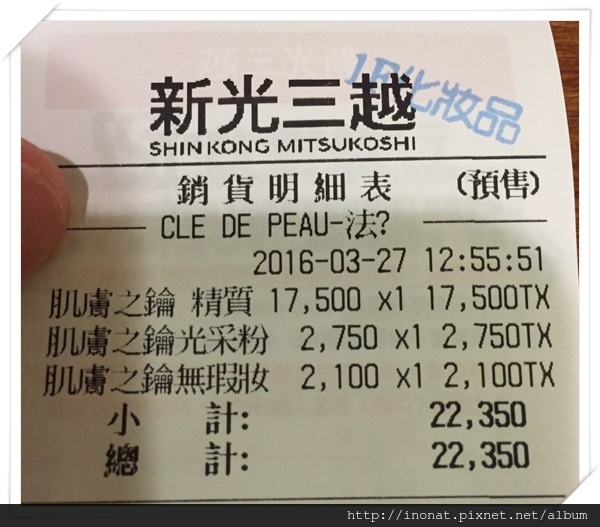 1F化妝品
新光三越
SHIN KONG MITSUKOSHI
銷貨明細表 (預售)
CLE DE PEAU-法?
2016-03-27 12:55:51
肌膚之鑰 精質 17,500 x1 17,500TX
肌膚之鑰光采粉 2,750 x1 2,750TX
肌膚之鑰無瑕妝 2,100 x1 2,100TX
小 計: 22,350
總 計: 22,350
http://inonat.pixnet.net/album